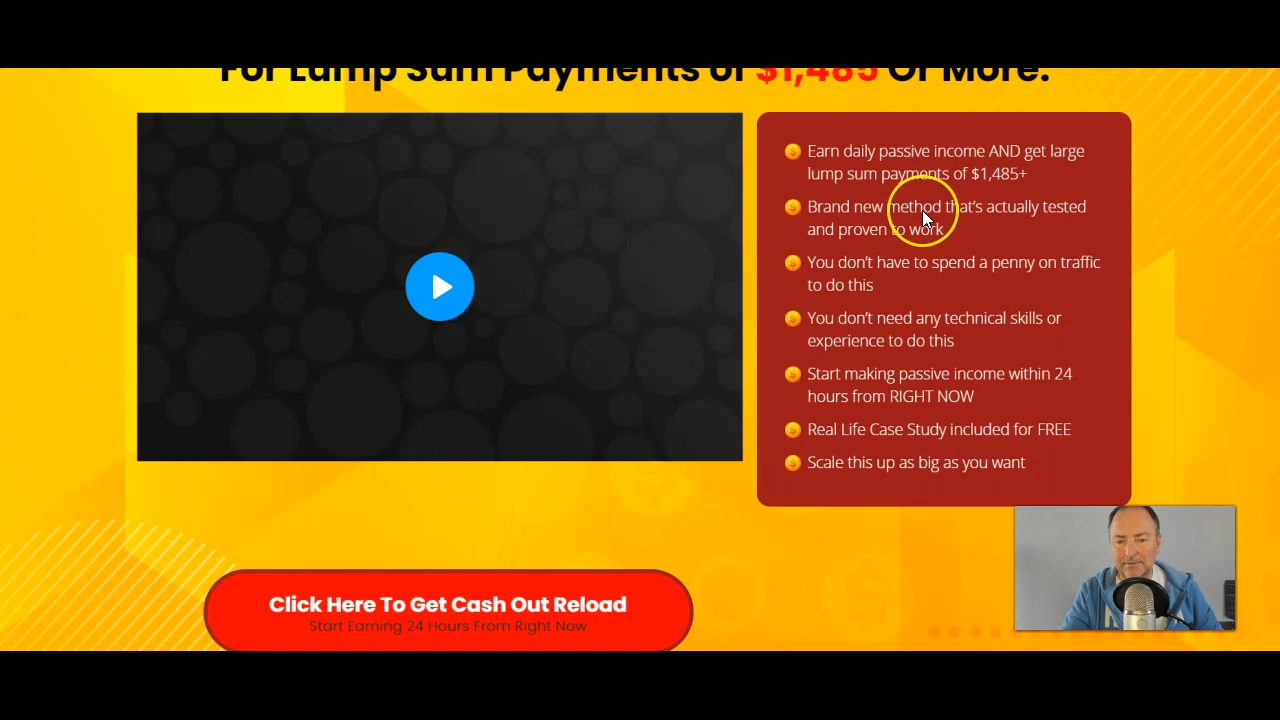 For Lump Sum Payments of $1,485 Or More!
Earn daily passive income AND get large
lump sum payments of $1,485+
Brand new method that's actually tested
and proven to work
You don't have to spend a penny on traffic
to do this
You don't need any technical skills or
experience to do this
Start making passive income within 24
hours from RIGHT NOW
Real Life Case Study included for FREE
Scale this up as big as you want
Click Here To Get Cash Out Reload
Start Earning 24 Hours From Right Now